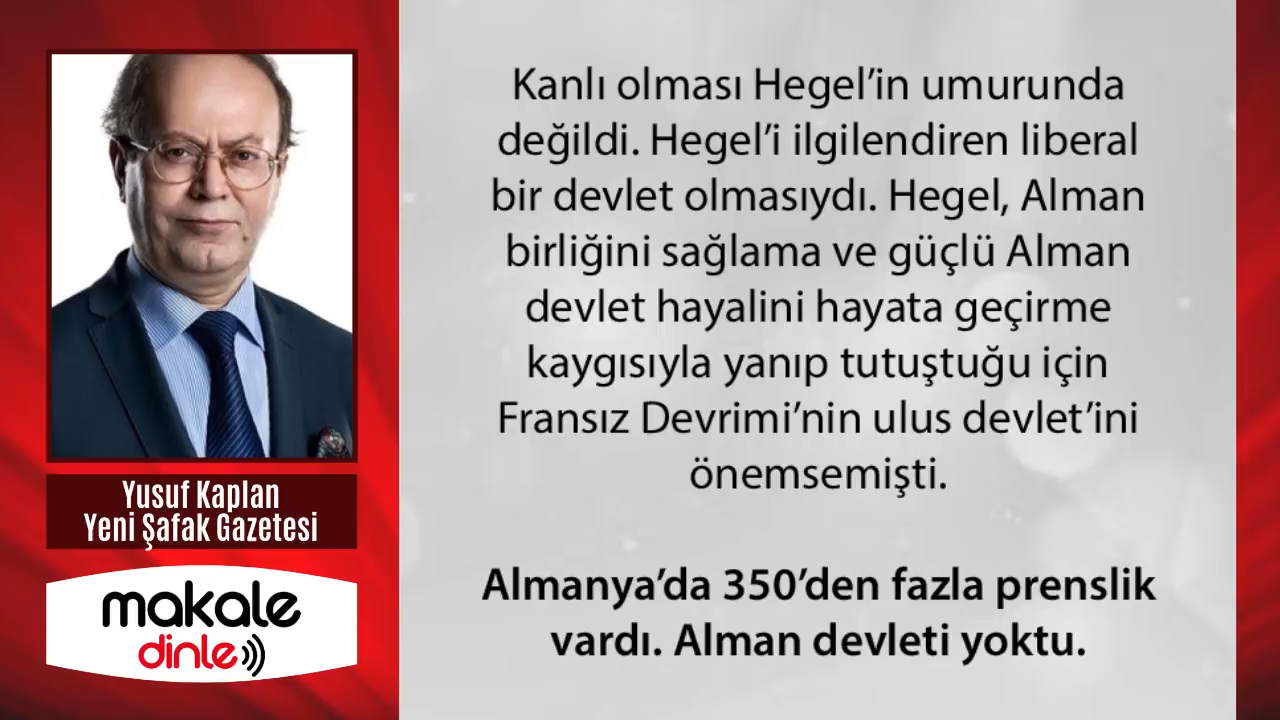 Yusuf Kaplan
Yeni Şafak Gazetesi
makale
dinle
Kanlı olması Hegel’in umurunda
değildi. Hegel’i ilgilendiren liberal
bir devlet olmasıydı. Hegel, Alman
birliğini sağlama ve güçlü Alman
devlet hayalini hayata geçirme
kaygısıyla yanıp tutuştuğu için
Fransız Devrimi’nin ulus devlet’ini
önemsemişti.
Almanya’da 350’den fazla prenslik
vardı. Alman devleti yoktu.